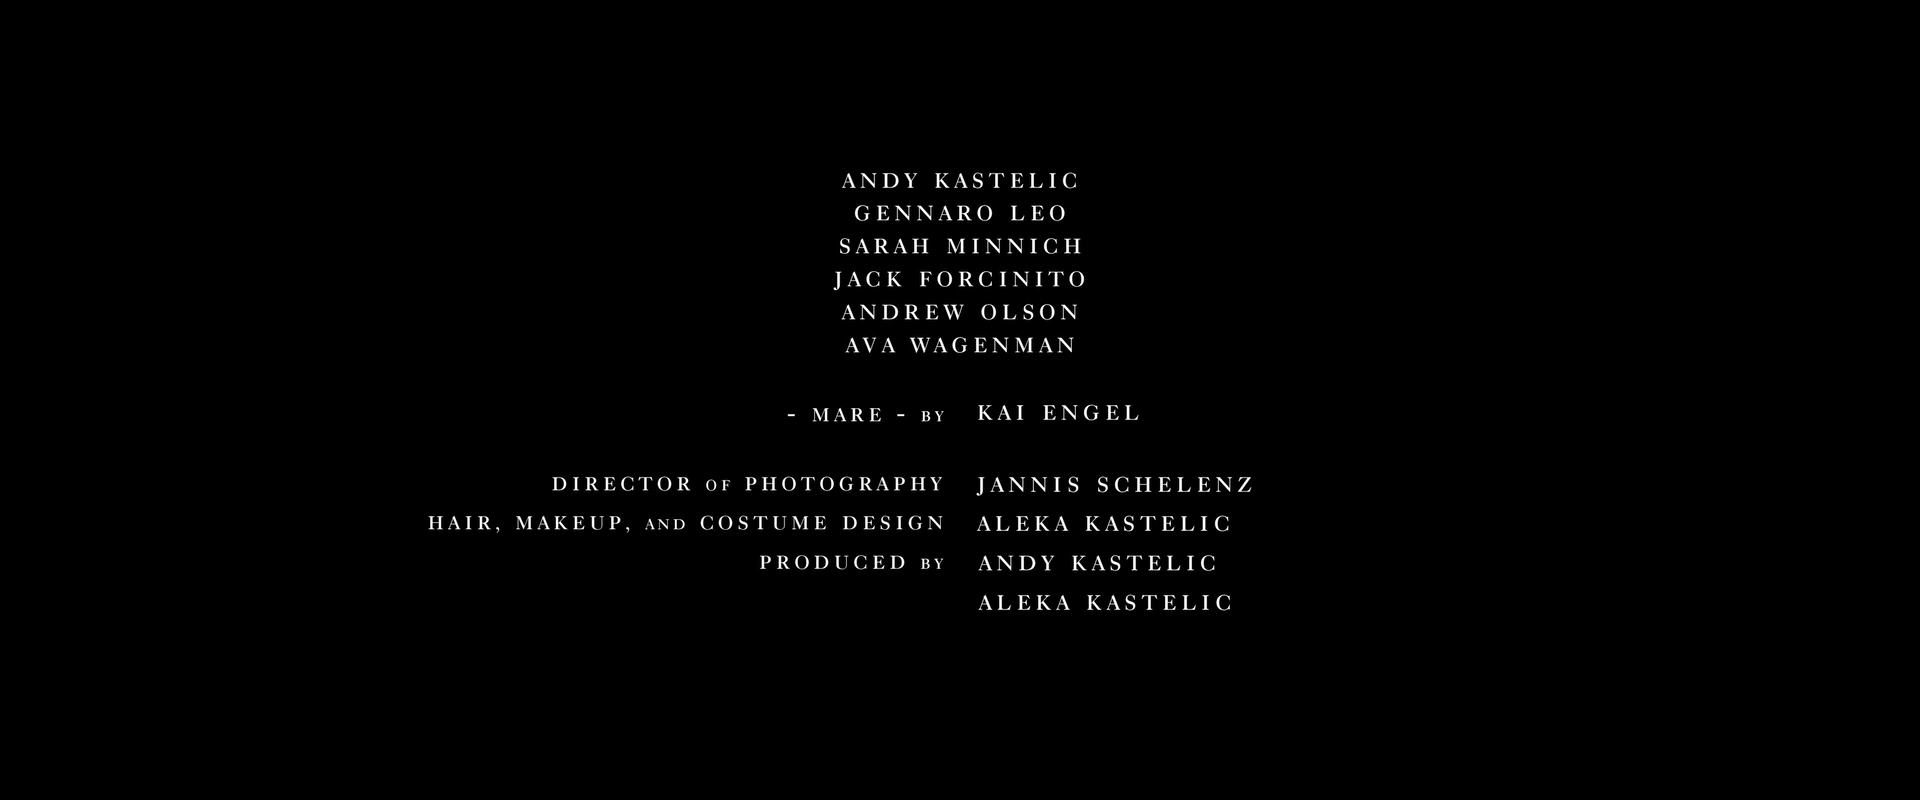 ANDY KASTELIC
GENNARO LEO
SARAH MINNICH
JACK FORCINITO
ANDREW OLSON
AVA WAGENMAN
- MARE - BY KAI ENGEL
DIRECTOR OF PHOTOGRAPHY JANNIS SCHELENZ
HAIR, MAKEUP, AND COSTUME DESIGN ALEKA KASTELIC
PRODUCED BY ANDY KASTELIC
ALEKA KASTELIC